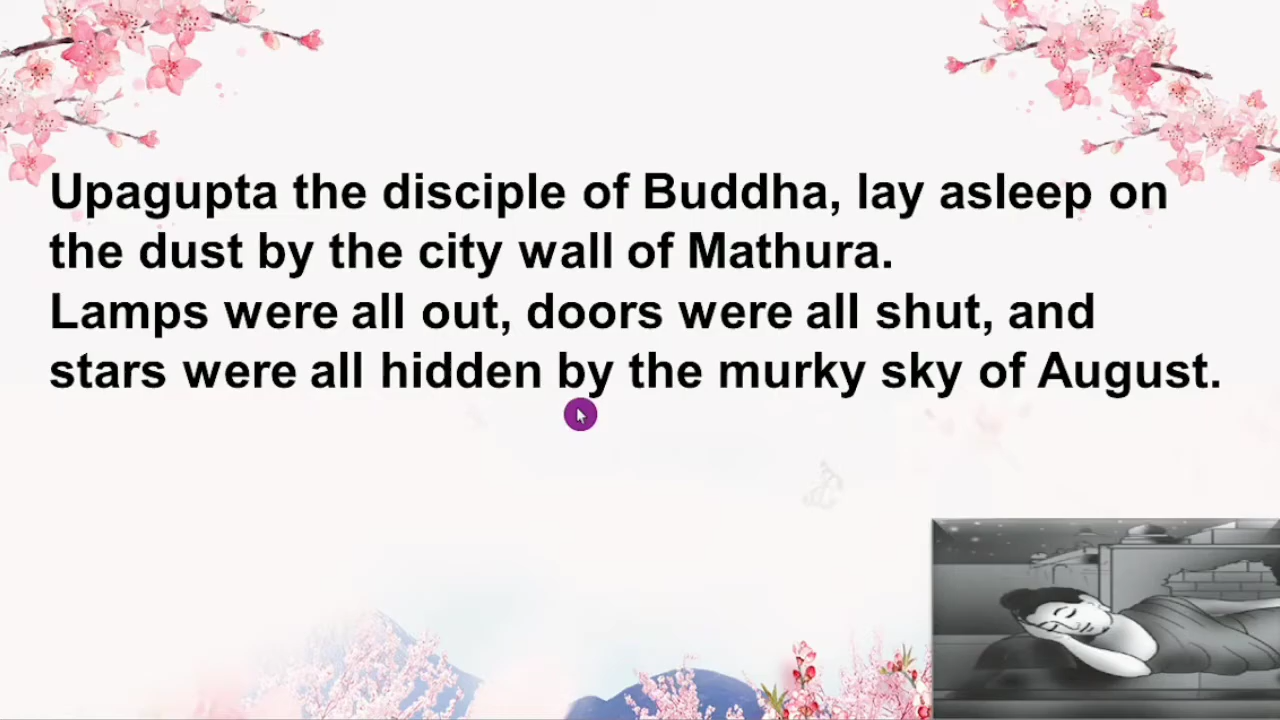 Upagupta the disciple of Buddha, lay asleep on
the dust by the city wall of Mathura.
Lamps were all out, doors were all shut, and
stars were all hidden by the murky sky of August.